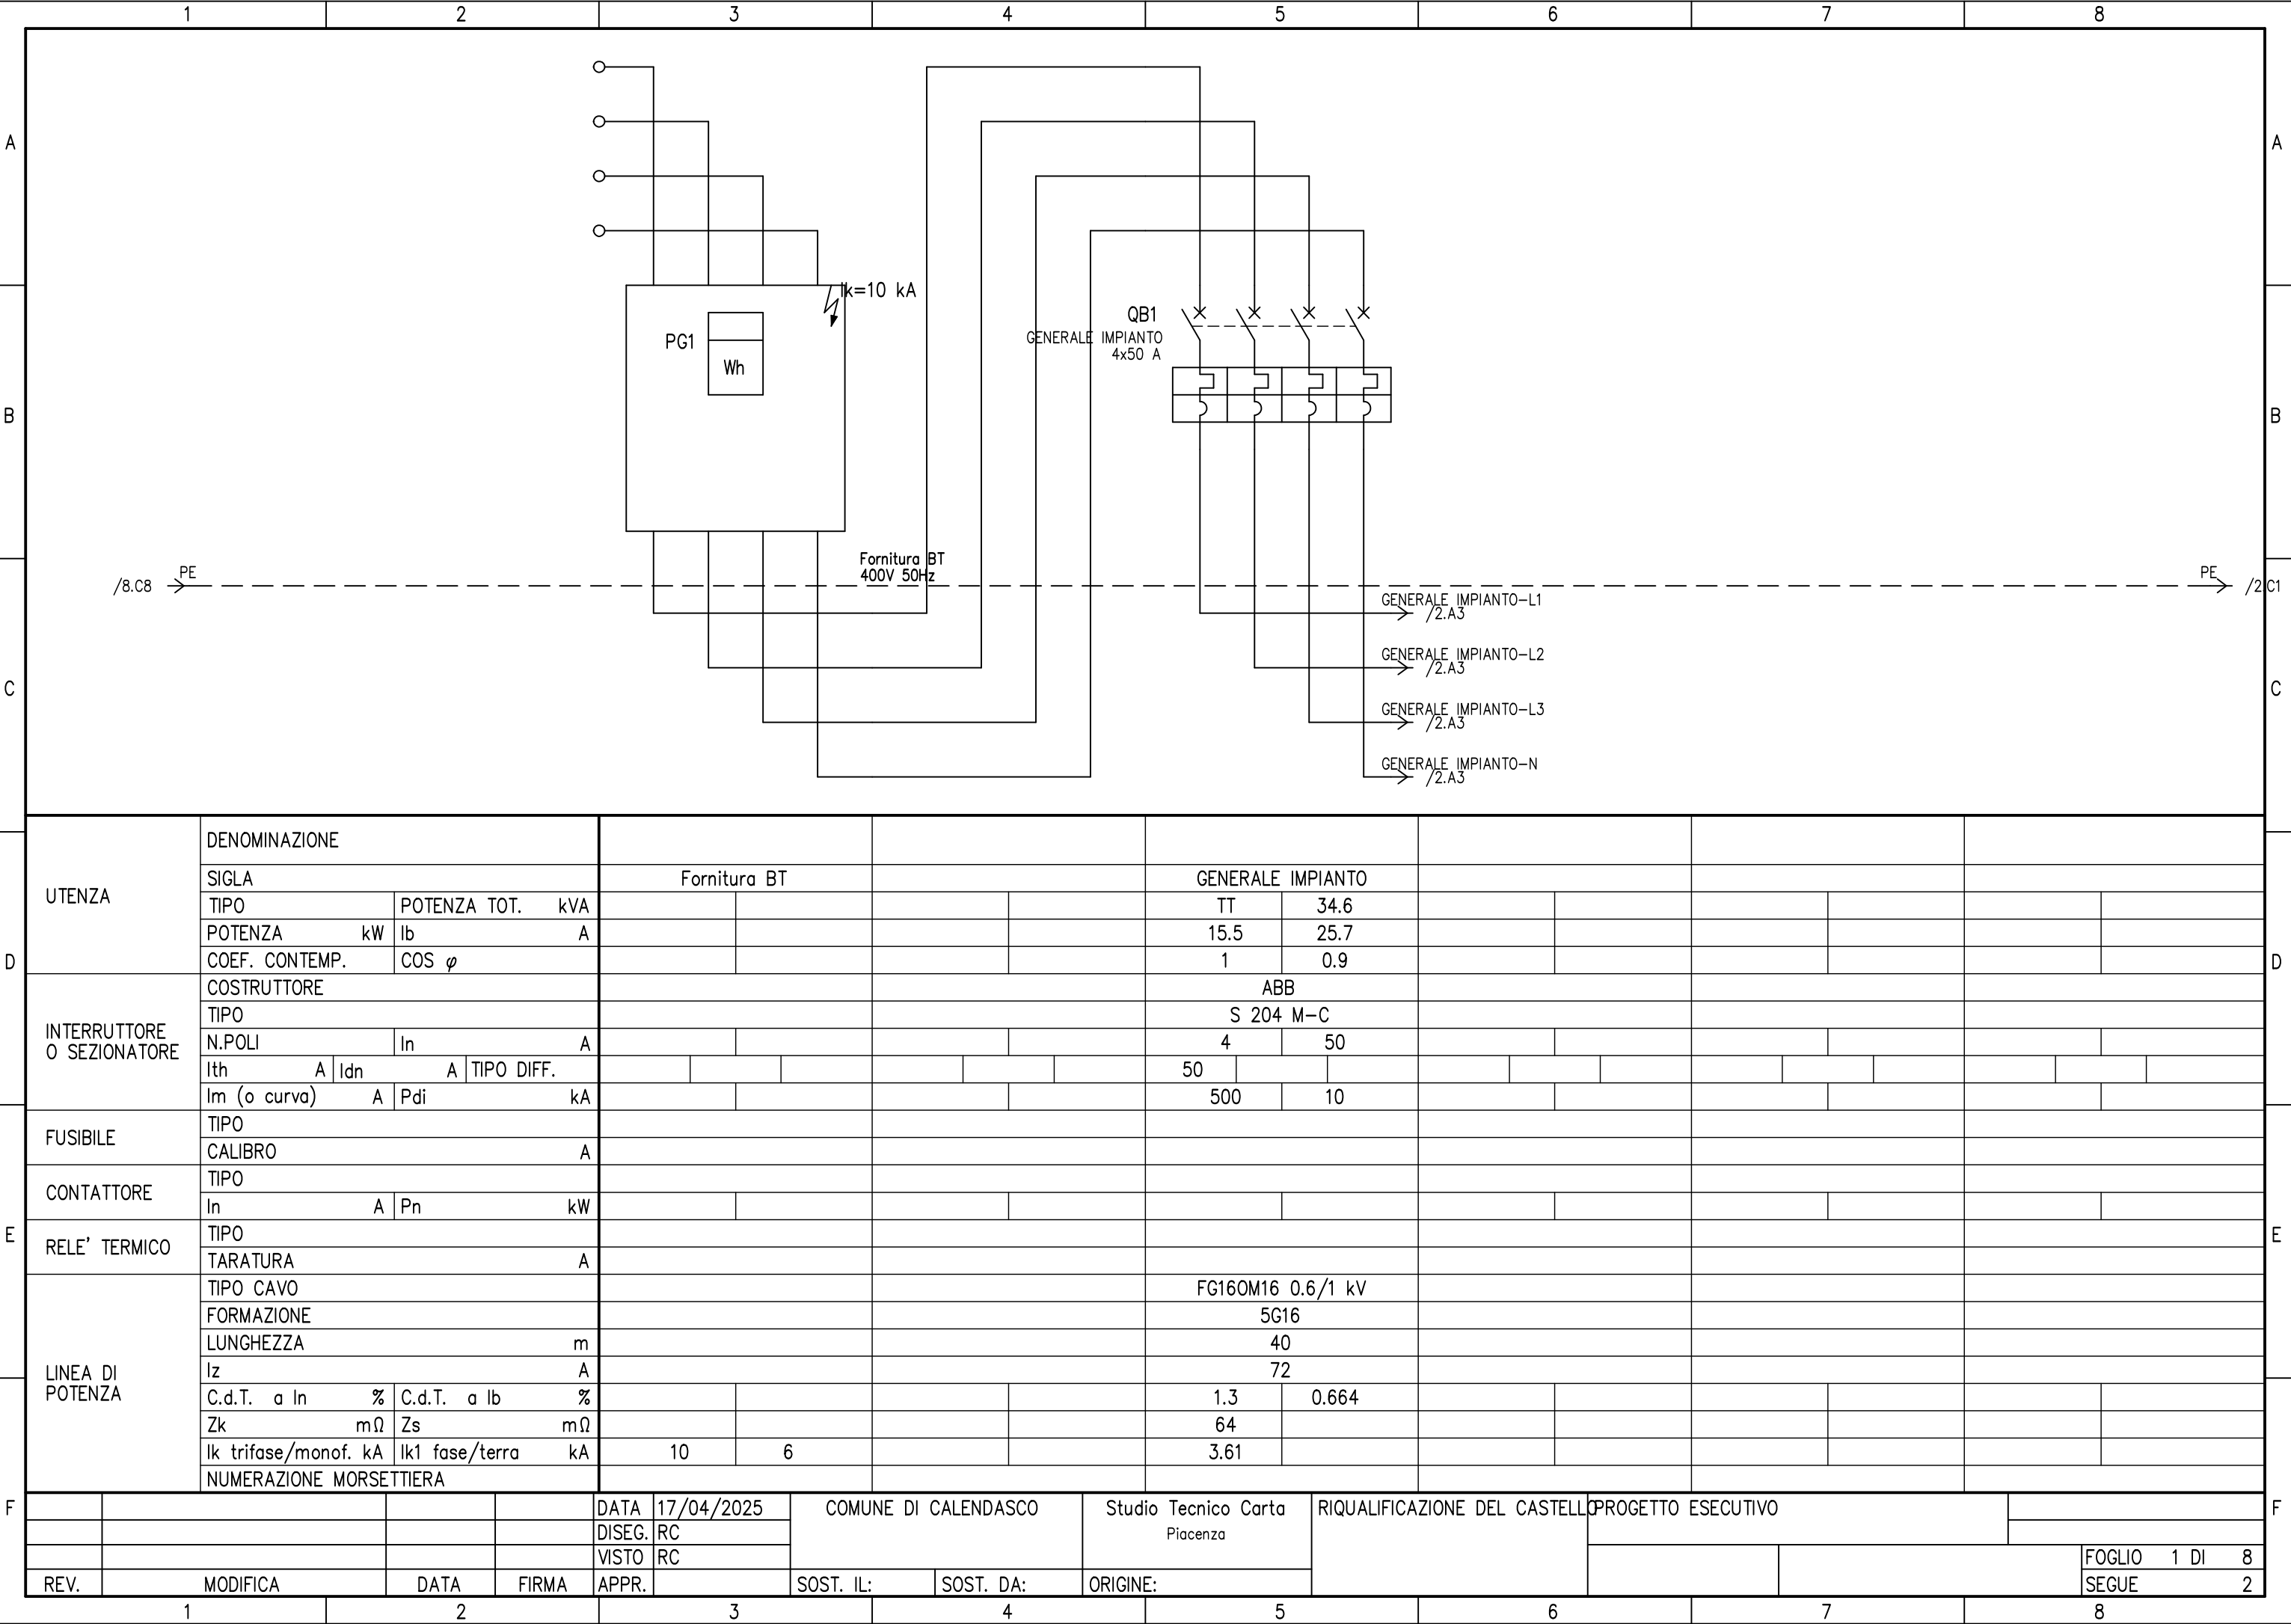 1 2 3 4 5 6 7 8
A A
Ik=10 kA
PG1
Wh
QB1
GENERALE IMPIANTO
4x50 A
B B
Fornitura BT
400V 50Hz
/8.C8 PE
PE /2.C1
GENERALE IMPIANTO-L1
/2.A3
GENERALE IMPIANTO-L2
/2.A3
C C
GENERALE IMPIANTO-L3
/2.A3
GENERALE IMPIANTO-N
/2.A3
UTENZA
DENOMINAZIONE
SIGLA Fornitura BT GENERALE IMPIANTO
TIPO POTENZA TOT. kVA TT 34.6
POTENZA kW Ib A 15.5 25.7
D COEF. CONTEMP. COS φ 1 0.9 D
INTERRUTTORE
O SEZIONATORE
COSTRUTTORE ABB
TIPO S 204 M-C
N.POLI In A 4 50
Ith A Idn A TIPO DIFF. 50
Im (o curva) A Pdi kA 500 10
FUSIBILE
TIPO
CALIBRO A
CONTATTORE
TIPO
In A Pn kW
E RELE' TERMICO E
TIPO
TARATURA A
LINEA DI
POTENZA
TIPO CAVO FG16OM16 0.6/1 kV
FORMAZIONE 5G16
LUNGHEZZA m 40
Iz A 72
C.d.T. a In % C.d.T. a Ib % 1.3 0.664
Zk mΩ Zs mΩ 64
Ik trifase/monof. kA Ik1 fase/terra kA 10 6 3.61
NUMERAZIONE MORSETTIERA
F DATA 17/04/2025 COMUNE DI CALENDASCO Studio Tecnico Carta RIQUALIFICAZIONE DEL CASTELLO PROGETTO ESECUTIVO F
DISEG. RC Piacenza
VISTO RC FOGLIO 1 DI 8
REV. MODIFICA DATA FIRMA APPR. SOST. IL: SOST. DA: ORIGINE: SEGUE 2
1 2 3 4 5 6 7 8